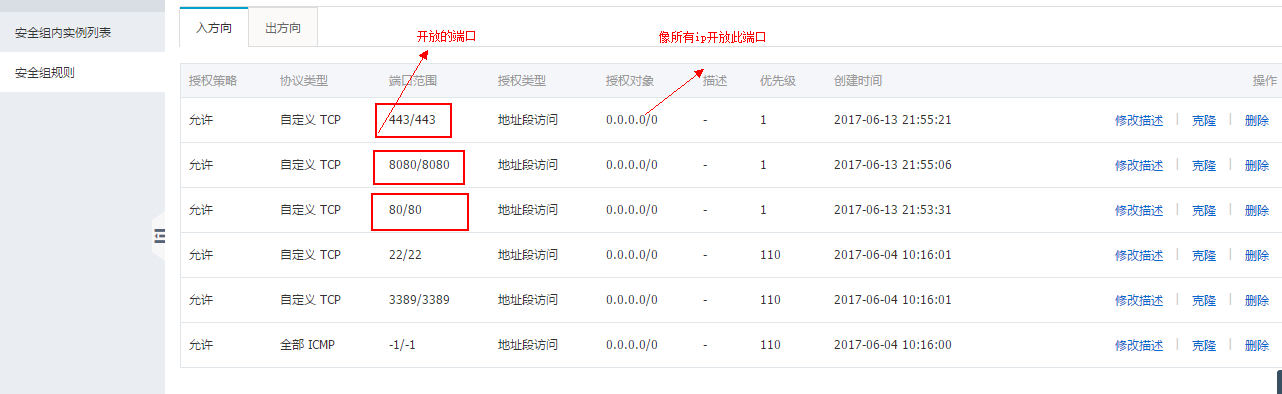 安全组内实例列表
安全组规则
入方向 出方向
开放的端口 像所有ip开放此端口
授权策略 协议类型 端口范围 授权类型 授权对象 描述 优先级 创建时间 操作
允许 自定义 TCP 443/443 地址段访问 0.0.0.0/0 - 1 2017-06-13 21:55:21 修改描述 | 克隆 | 删除
允许 自定义 TCP 8080/8080 地址段访问 0.0.0.0/0 - 1 2017-06-13 21:55:06 修改描述 | 克隆 | 删除
允许 自定义 TCP 80/80 地址段访问 0.0.0.0/0 - 1 2017-06-13 21:53:31 修改描述 | 克隆 | 删除
允许 自定义 TCP 22/22 地址段访问 0.0.0.0/0 - 110 2017-06-04 10:16:01 修改描述 | 克隆 | 删除
允许 自定义 TCP 3389/3389 地址段访问 0.0.0.0/0 - 110 2017-06-04 10:16:01 修改描述 | 克隆 | 删除
允许 全部 ICMP -1/-1 地址段访问 0.0.0.0/0 - 110 2017-06-04 10:16:00 修改描述 | 克隆 | 删除